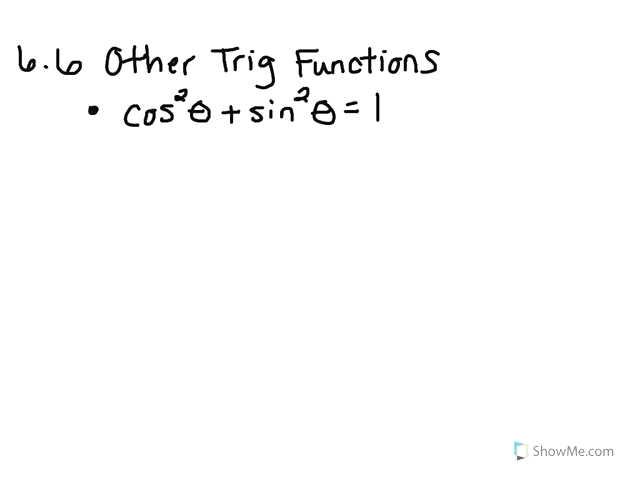 6.6 Other Trig Functions
• cos²θ + sin²θ = 1
ShowMe.com